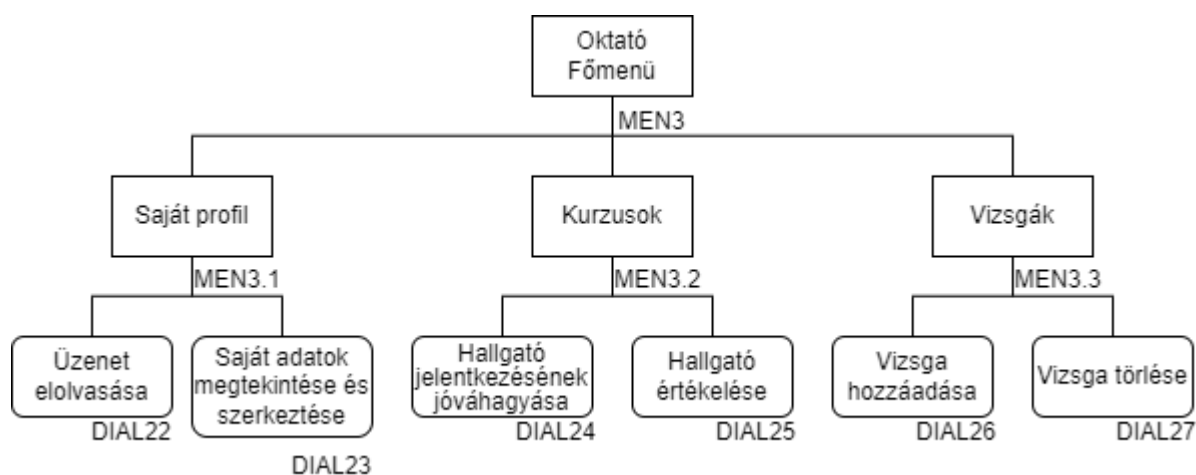 Oktató
Főmenü
MEN3
Saját profil
Kurzusok
Vizsgák
MEN3.1
MEN3.2
MEN3.3
Üzenet
elolvasása
Saját adatok
megtekintése és
szerkeztése
Hallgató
jelentkezésének
jóváhagyása
Hallgató
értékelése
Vizsga
hozzáadása
Vizsga törlése
DIAL22
DIAL23
DIAL24
DIAL25
DIAL26
DIAL27